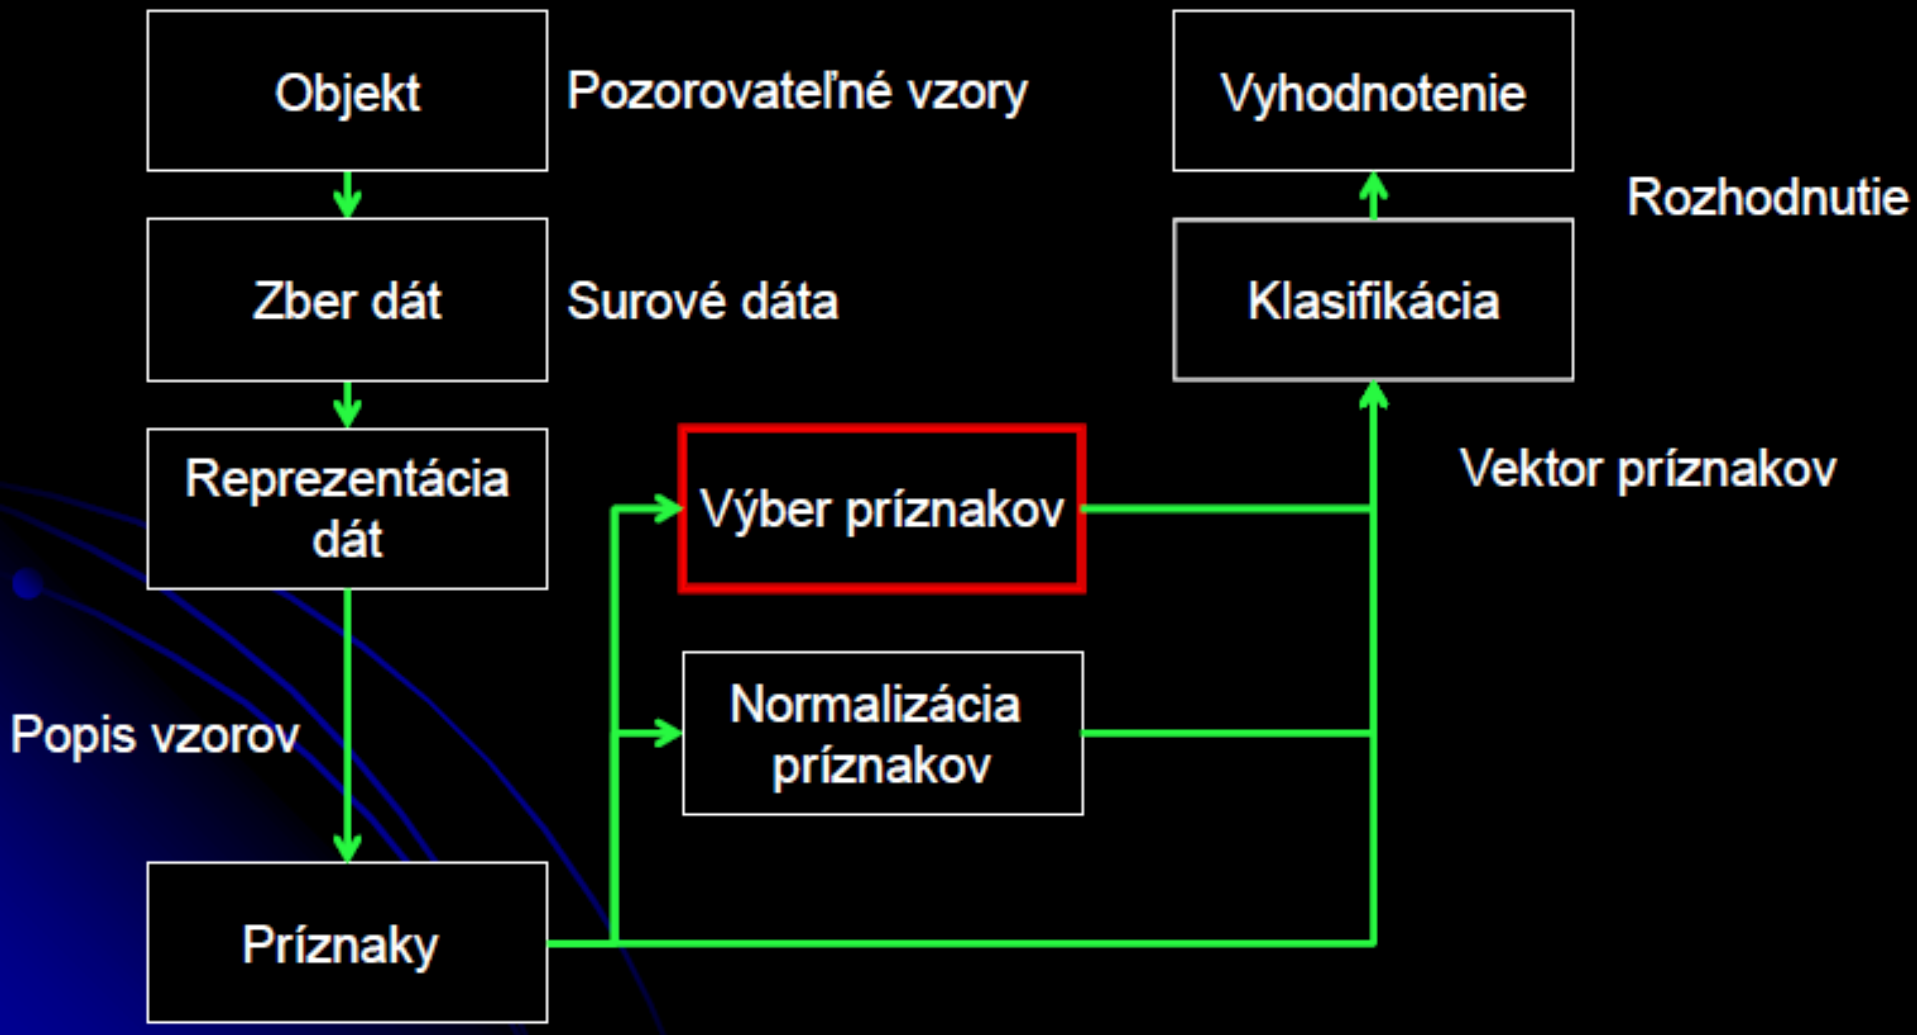 Objekt
Pozorovateľné vzory
Zber dát
Surové dáta
Reprezentácia
dát
Popis vzorov
Príznaky
Výber príznakov
Normalizácia
príznakov
Vektor príznakov
Klasifikácia
Rozhodnutie
Vyhodnotenie